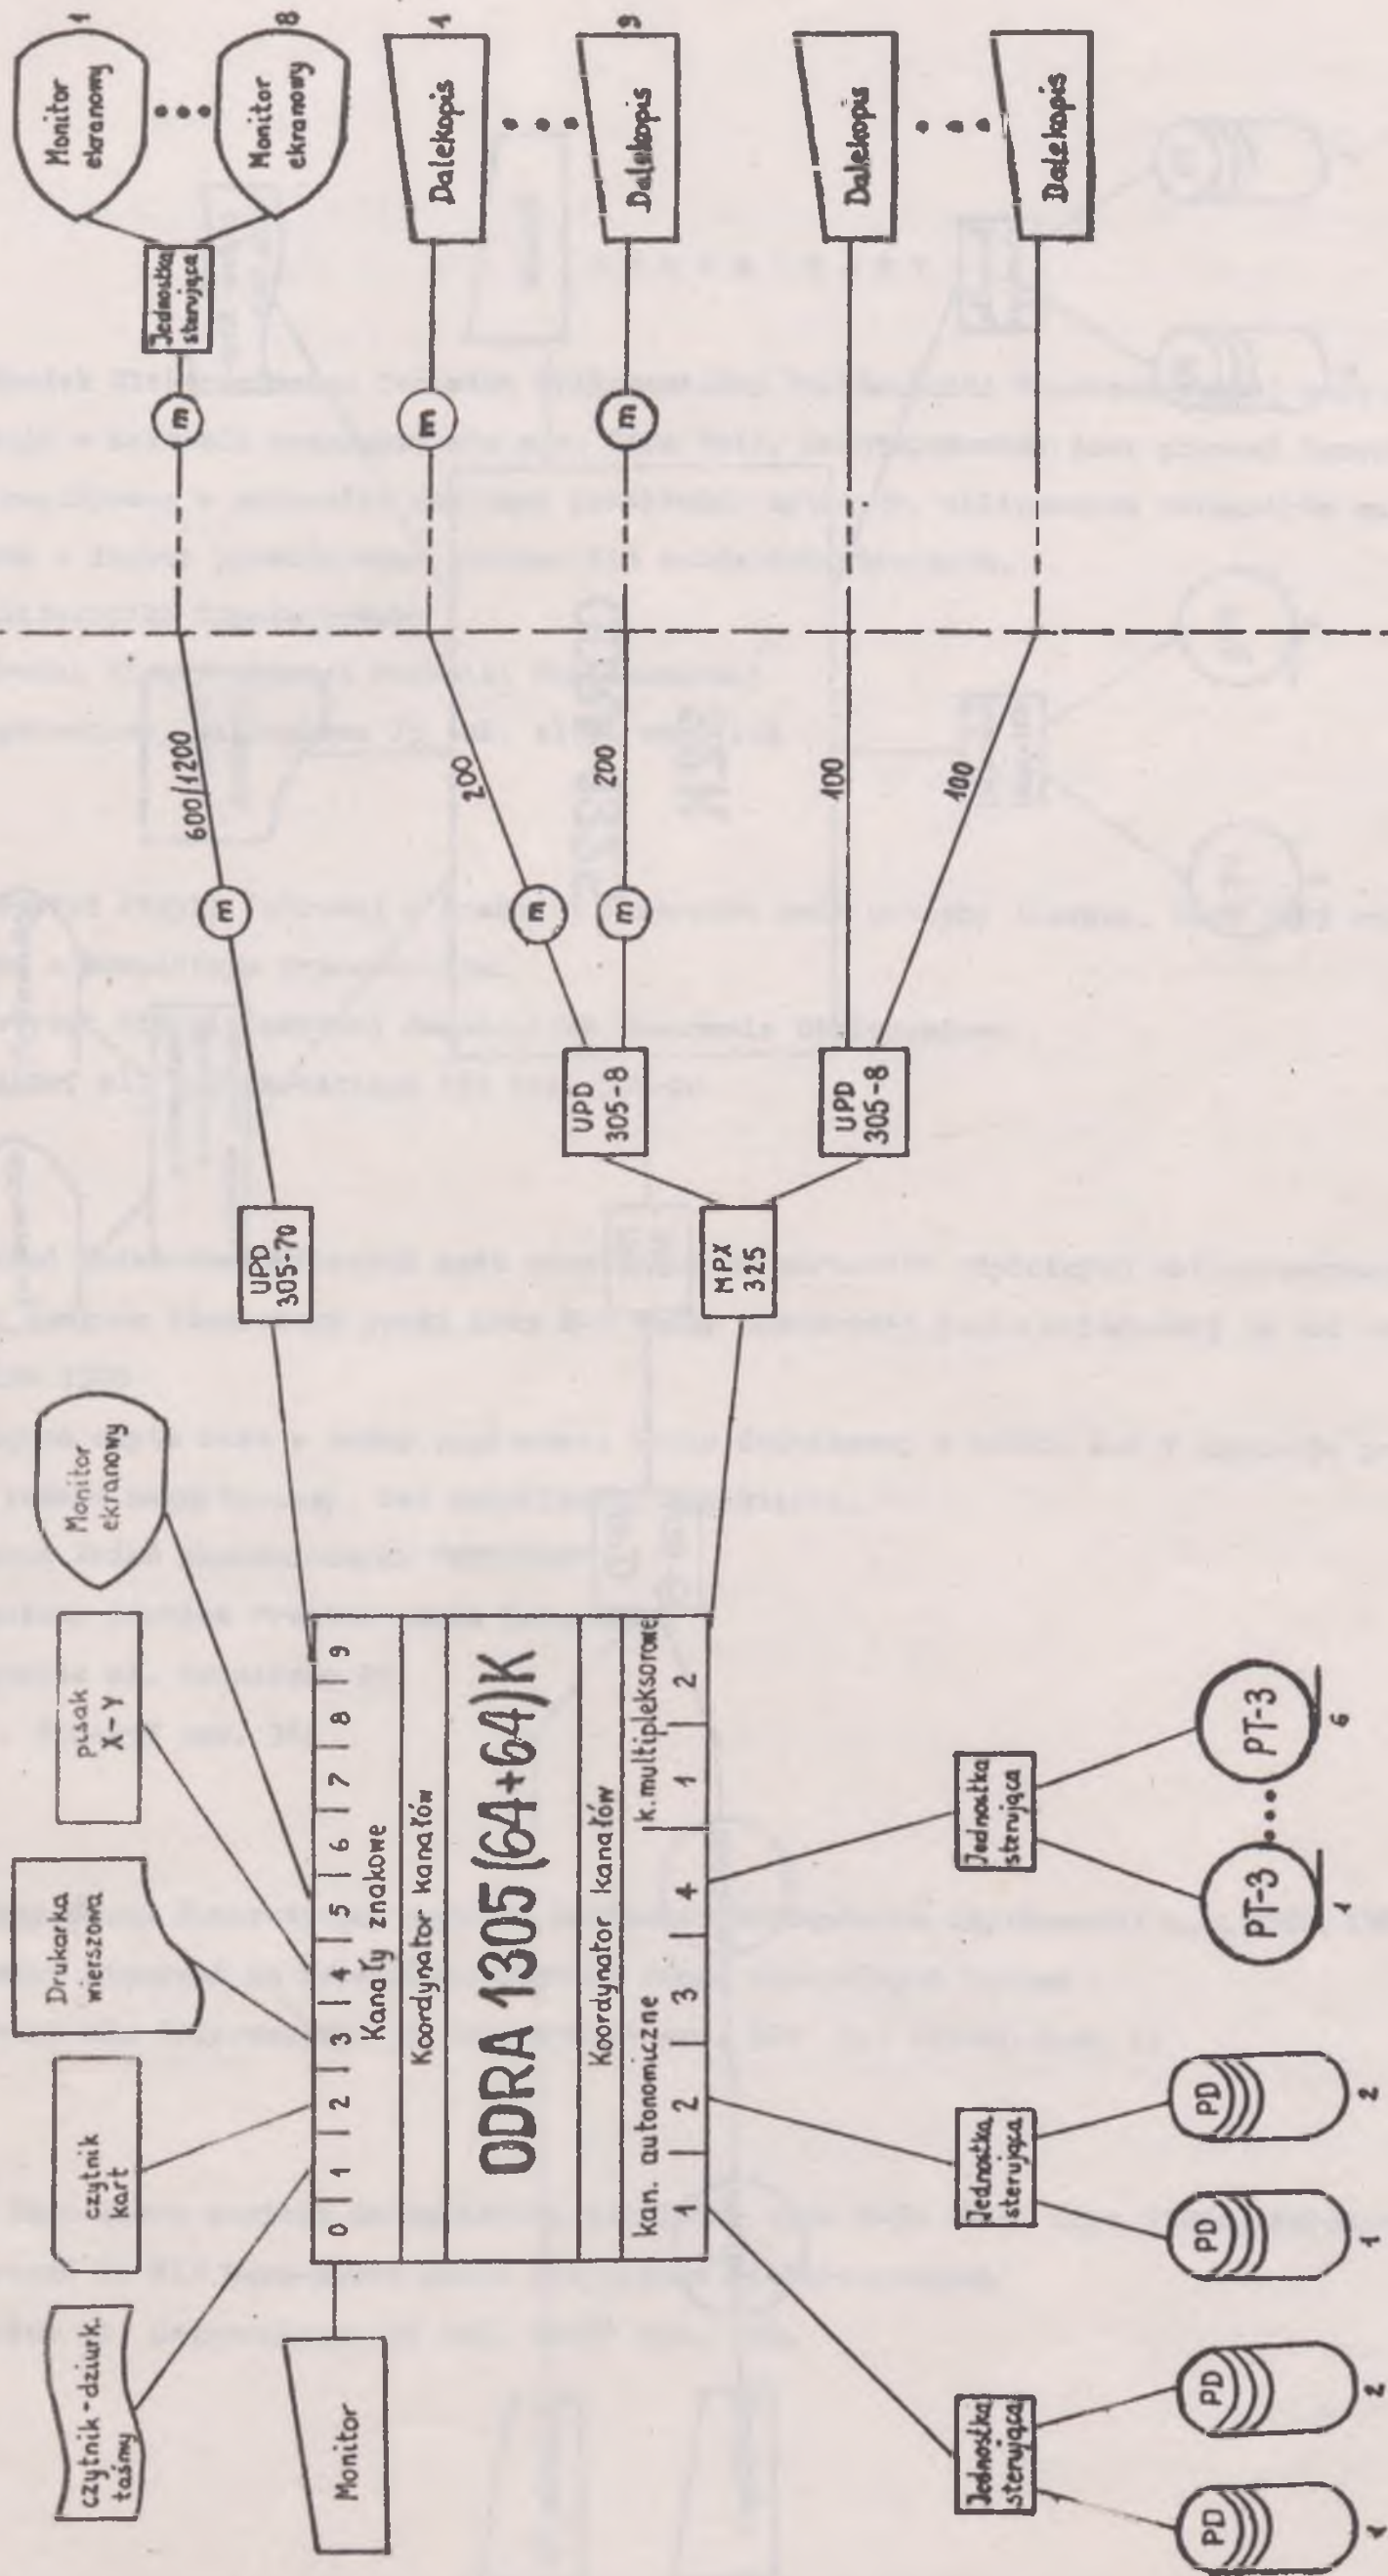 czytnik-dziurk.
taśmy
czytnik
kart
Drukarka
wierszowa
pisak
X-Y
Monitor
ekranowy
Monitor
ekranowy
1
Monitor
ekranowy
8
Jednostka
sterująca
m
600/1200
m
UPD
305-70
Monitor
0 1 2 3 4 5 6 7 8 9
Kanały znakowe
Koordynator kanałów
ODRA 1305 (64+64)K
Koordynator kanałów
kan. autonomiczne
k. multipleksorowe
1 2 3 4 1 2
MPX
325
UPD
305-8
m
200
m
Dalekopis
1
m
200
m
Dalekopis
UPD
305-8
100
Dalekopis
100
Dalekopis
Jednostka
sterująca
Jednostka
sterująca
Jednostka
sterująca
PD
PD
PD
PD
PT-3
PT-3
1
2
1
2
1
6